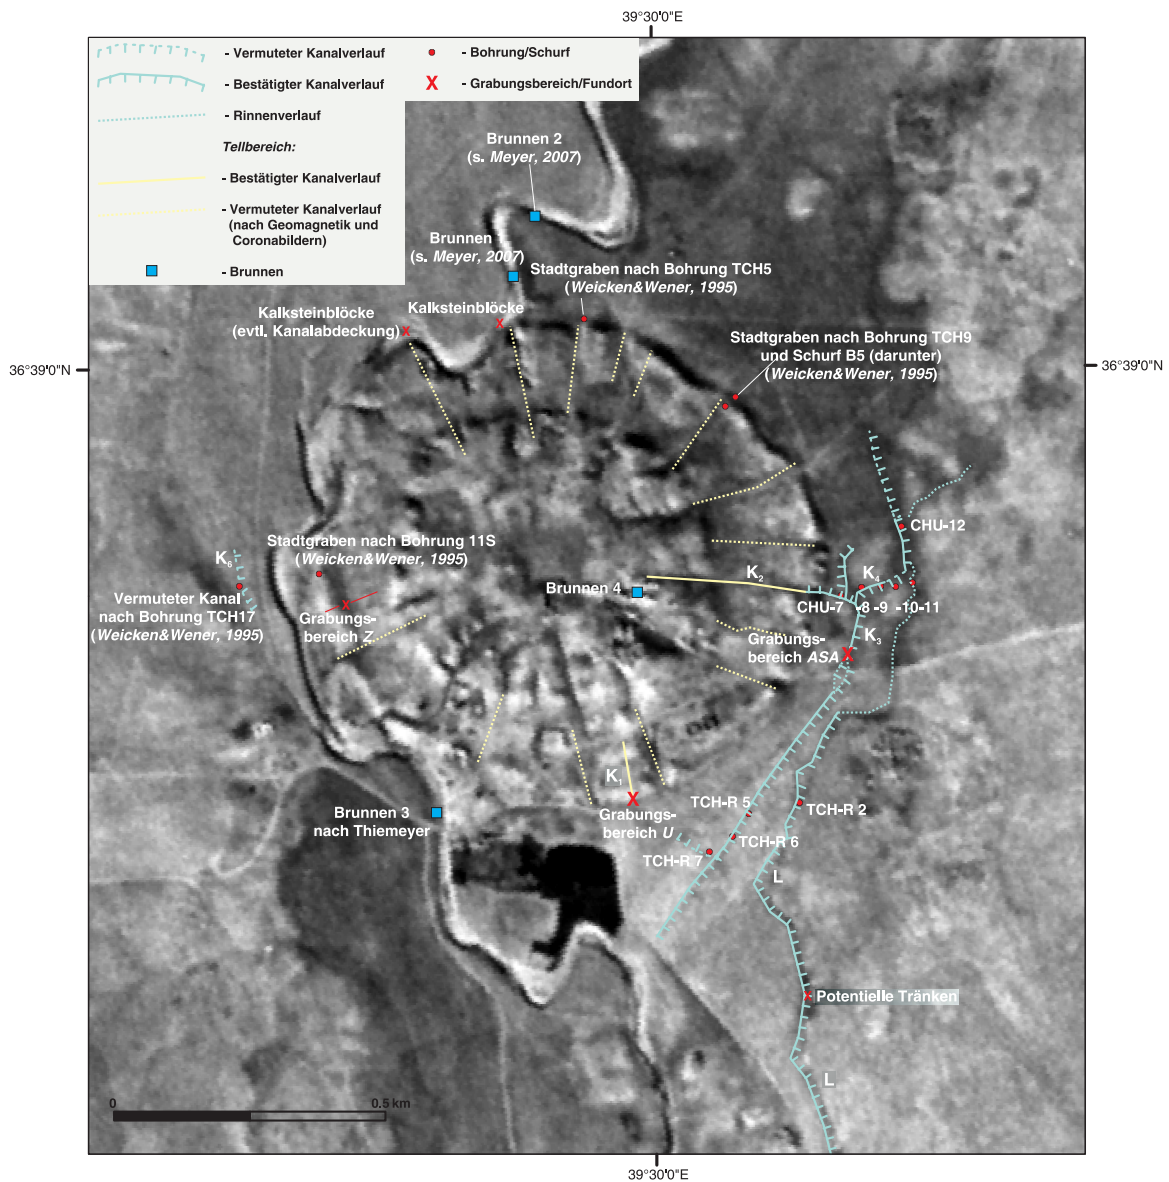 39°30'0"E
- Vermuteter Kanalverlauf
- Bestätigter Kanalverlauf
- Rinnenverlauf
Tellbereich:
- Bestätigter Kanalverlauf
- Vermuteter Kanalverlauf
(nach Geomagnetik und
Coronabildern)
- Brunnen
- Bohrung/Schurf
X - Grabungsbereich/Fundort
Brunnen 2
(s. Meyer, 2007)
Brunnen
(s. Meyer, 2007)
Stadtgraben nach Bohrung TCH5
(Weicken&Wener, 1995)
Kalksteinblöcke
(evtl. Kanalabdeckung)
Kalksteinblöcke
Stadtgraben nach Bohrung TCH9
und Schurf B5 (darunter)
(Weicken&Wener, 1995)
36°39'0"N
36°39'0"N
CHU-12
Stadtgraben nach Bohrung 11S
(Weicken&Wener, 1995)
K6
Vermuteter Kanal
nach Bohrung TCH17
(Weicken&Wener, 1995)
Grabungs-
bereich Z
Brunnen 4
K2
K4
CHU-7 -8 -9 -10-11
K3
Grabungs-
bereich ASA
K1
Grabungs-
bereich U
Brunnen 3
nach Thiemeyer
TCH-R 5
TCH-R 2
TCH-R 6
TCH-R 7
L
Potentielle Tränken
L
0 0.5 km
39°30'0"E